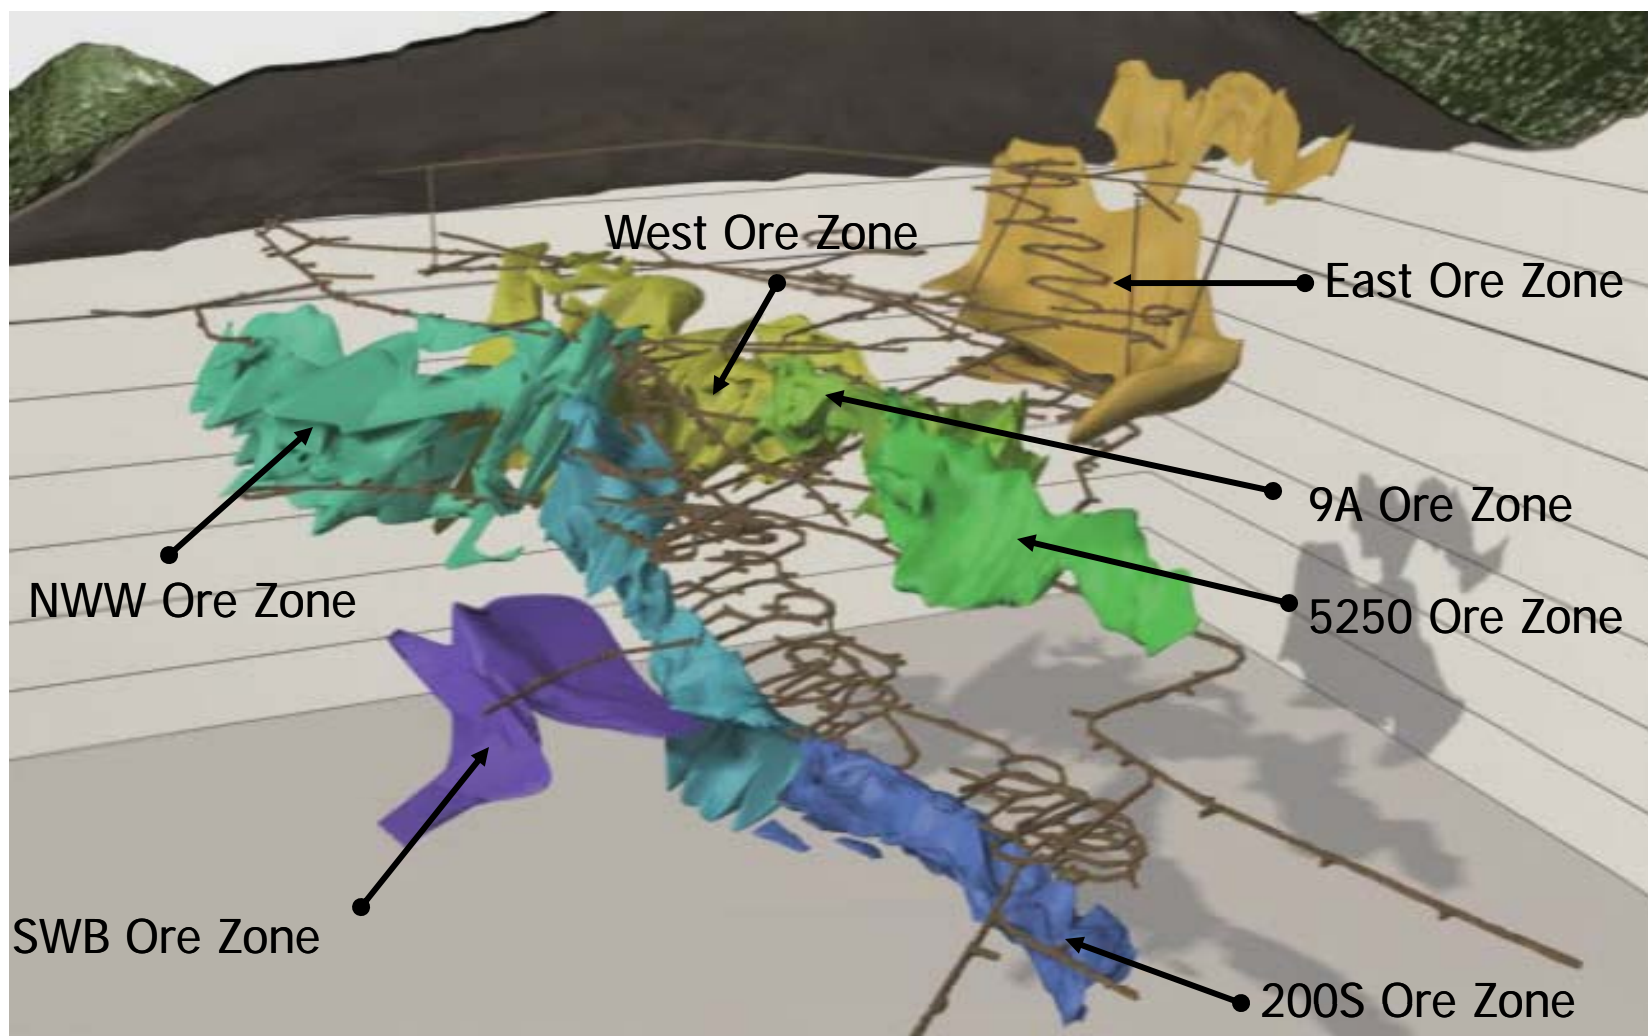 West Ore Zone
East Ore Zone
9A Ore Zone
NWW Ore Zone
5250 Ore Zone
SWB Ore Zone
200S Ore Zone